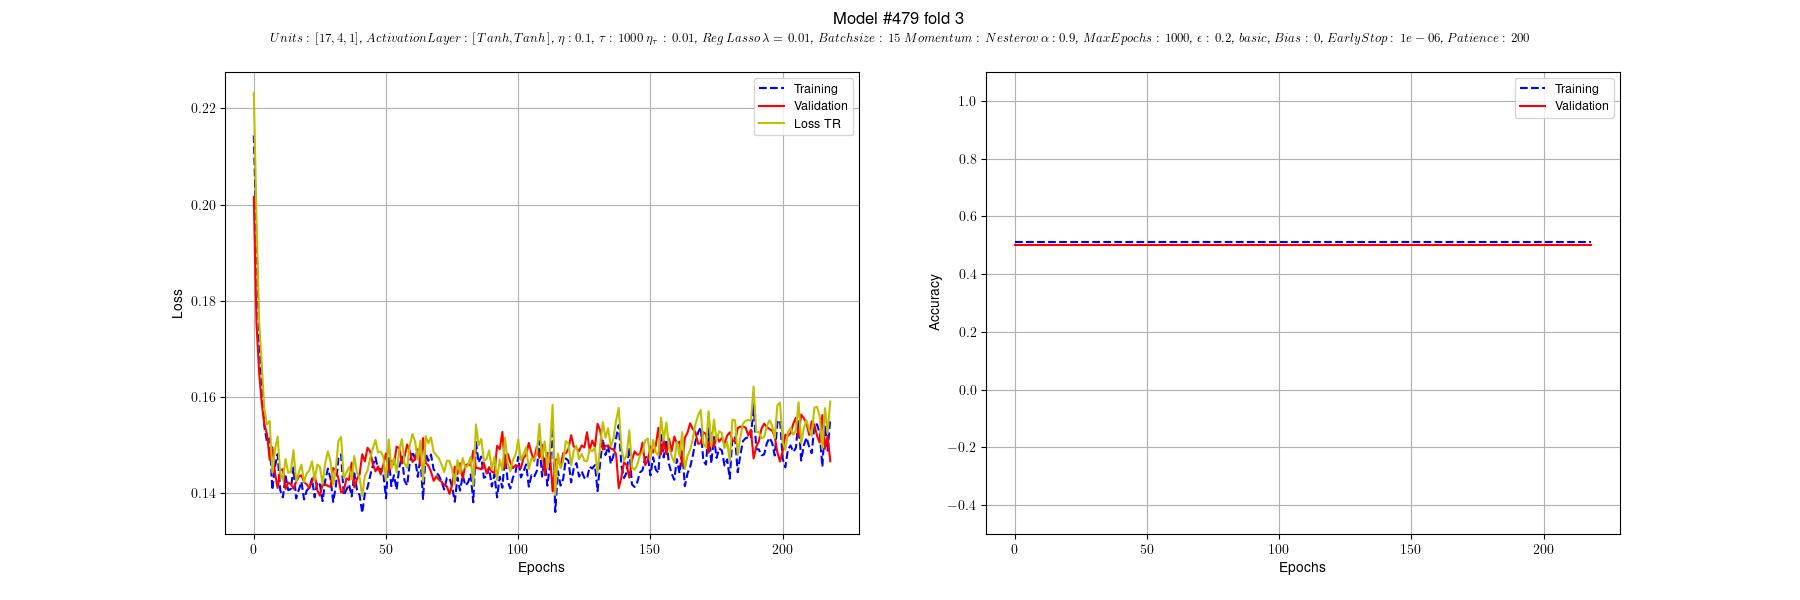 Model #479 fold 3
Units : [17, 4, 1], ActivationLayer : [Tanh, Tanh], η : 0.1, τ : 1000 ητ : 0.01, Reg Lasso λ = 0.01, Batchsize : 15 Momentum : Nesterov α : 0.9, MaxEpochs : 1000, ϵ : 0.2, basic, Bias : 0, EarlyStop : 1e − 06, Patience : 200
Training
Validation
Loss TR
0.22
0.20
0.18
0.16
0.14
Loss
0
50
100
150
200
Epochs
Training
Validation
1.0
0.8
0.6
0.4
0.2
0.0
−0.2
−0.4
Accuracy
0
50
100
150
200
Epochs